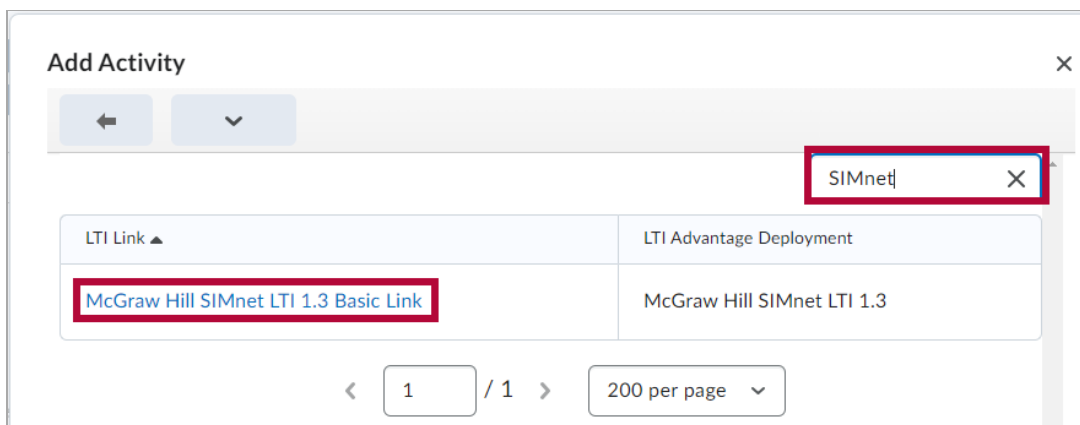 Add Activity
SIMnet
LTI Link LTI Advantage Deployment
McGraw Hill SIMnet LTI 1.3 Basic Link McGraw Hill SIMnet LTI 1.3
1 / 1 200 per page